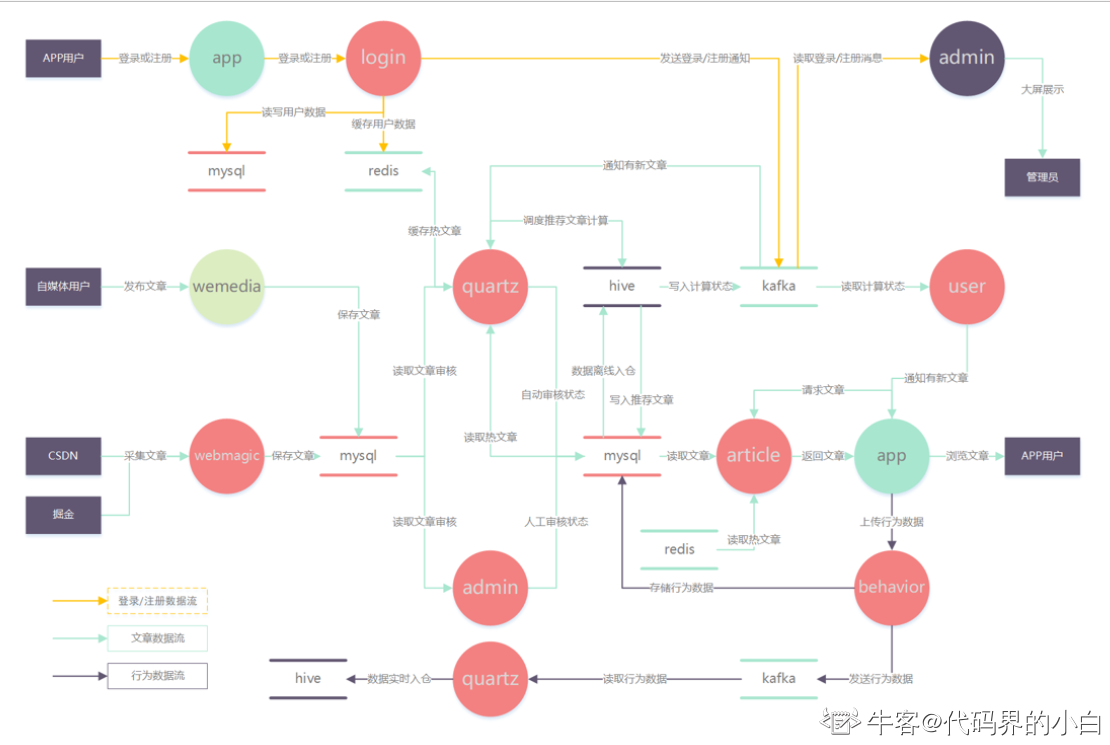 APP用户
登录或注册
app
登录或注册
login
发送登录/注册通知
读取登录/注册消息
admin
大屏展示
读写用户数据
缓存用户数据
mysql
redis
通知有新文章
管理员
调度推荐文章计算
缓存热文章
自媒体用户
发布文章
wemedia
quartz
hive
写入计算状态
kafka
读取计算状态
user
保存文章
读取文章审核
数据离线入仓
通知有新文章
自动审核状态
写入推荐文章
请求文章
读取热文章
CSDN
采集文章
webmagic
保存文章
mysql
mysql
读取文章
article
返回文章
app
浏览文章
APP用户
掘金
读取文章审核
人工审核状态
上传行为数据
redis
读取热文章
admin
存储行为数据
behavior
登录/注册数据流
文章数据流
行为数据流
hive
数据实时入仓
quartz
读取行为数据
kafka
发送行为数据
牛客@代码界的小白